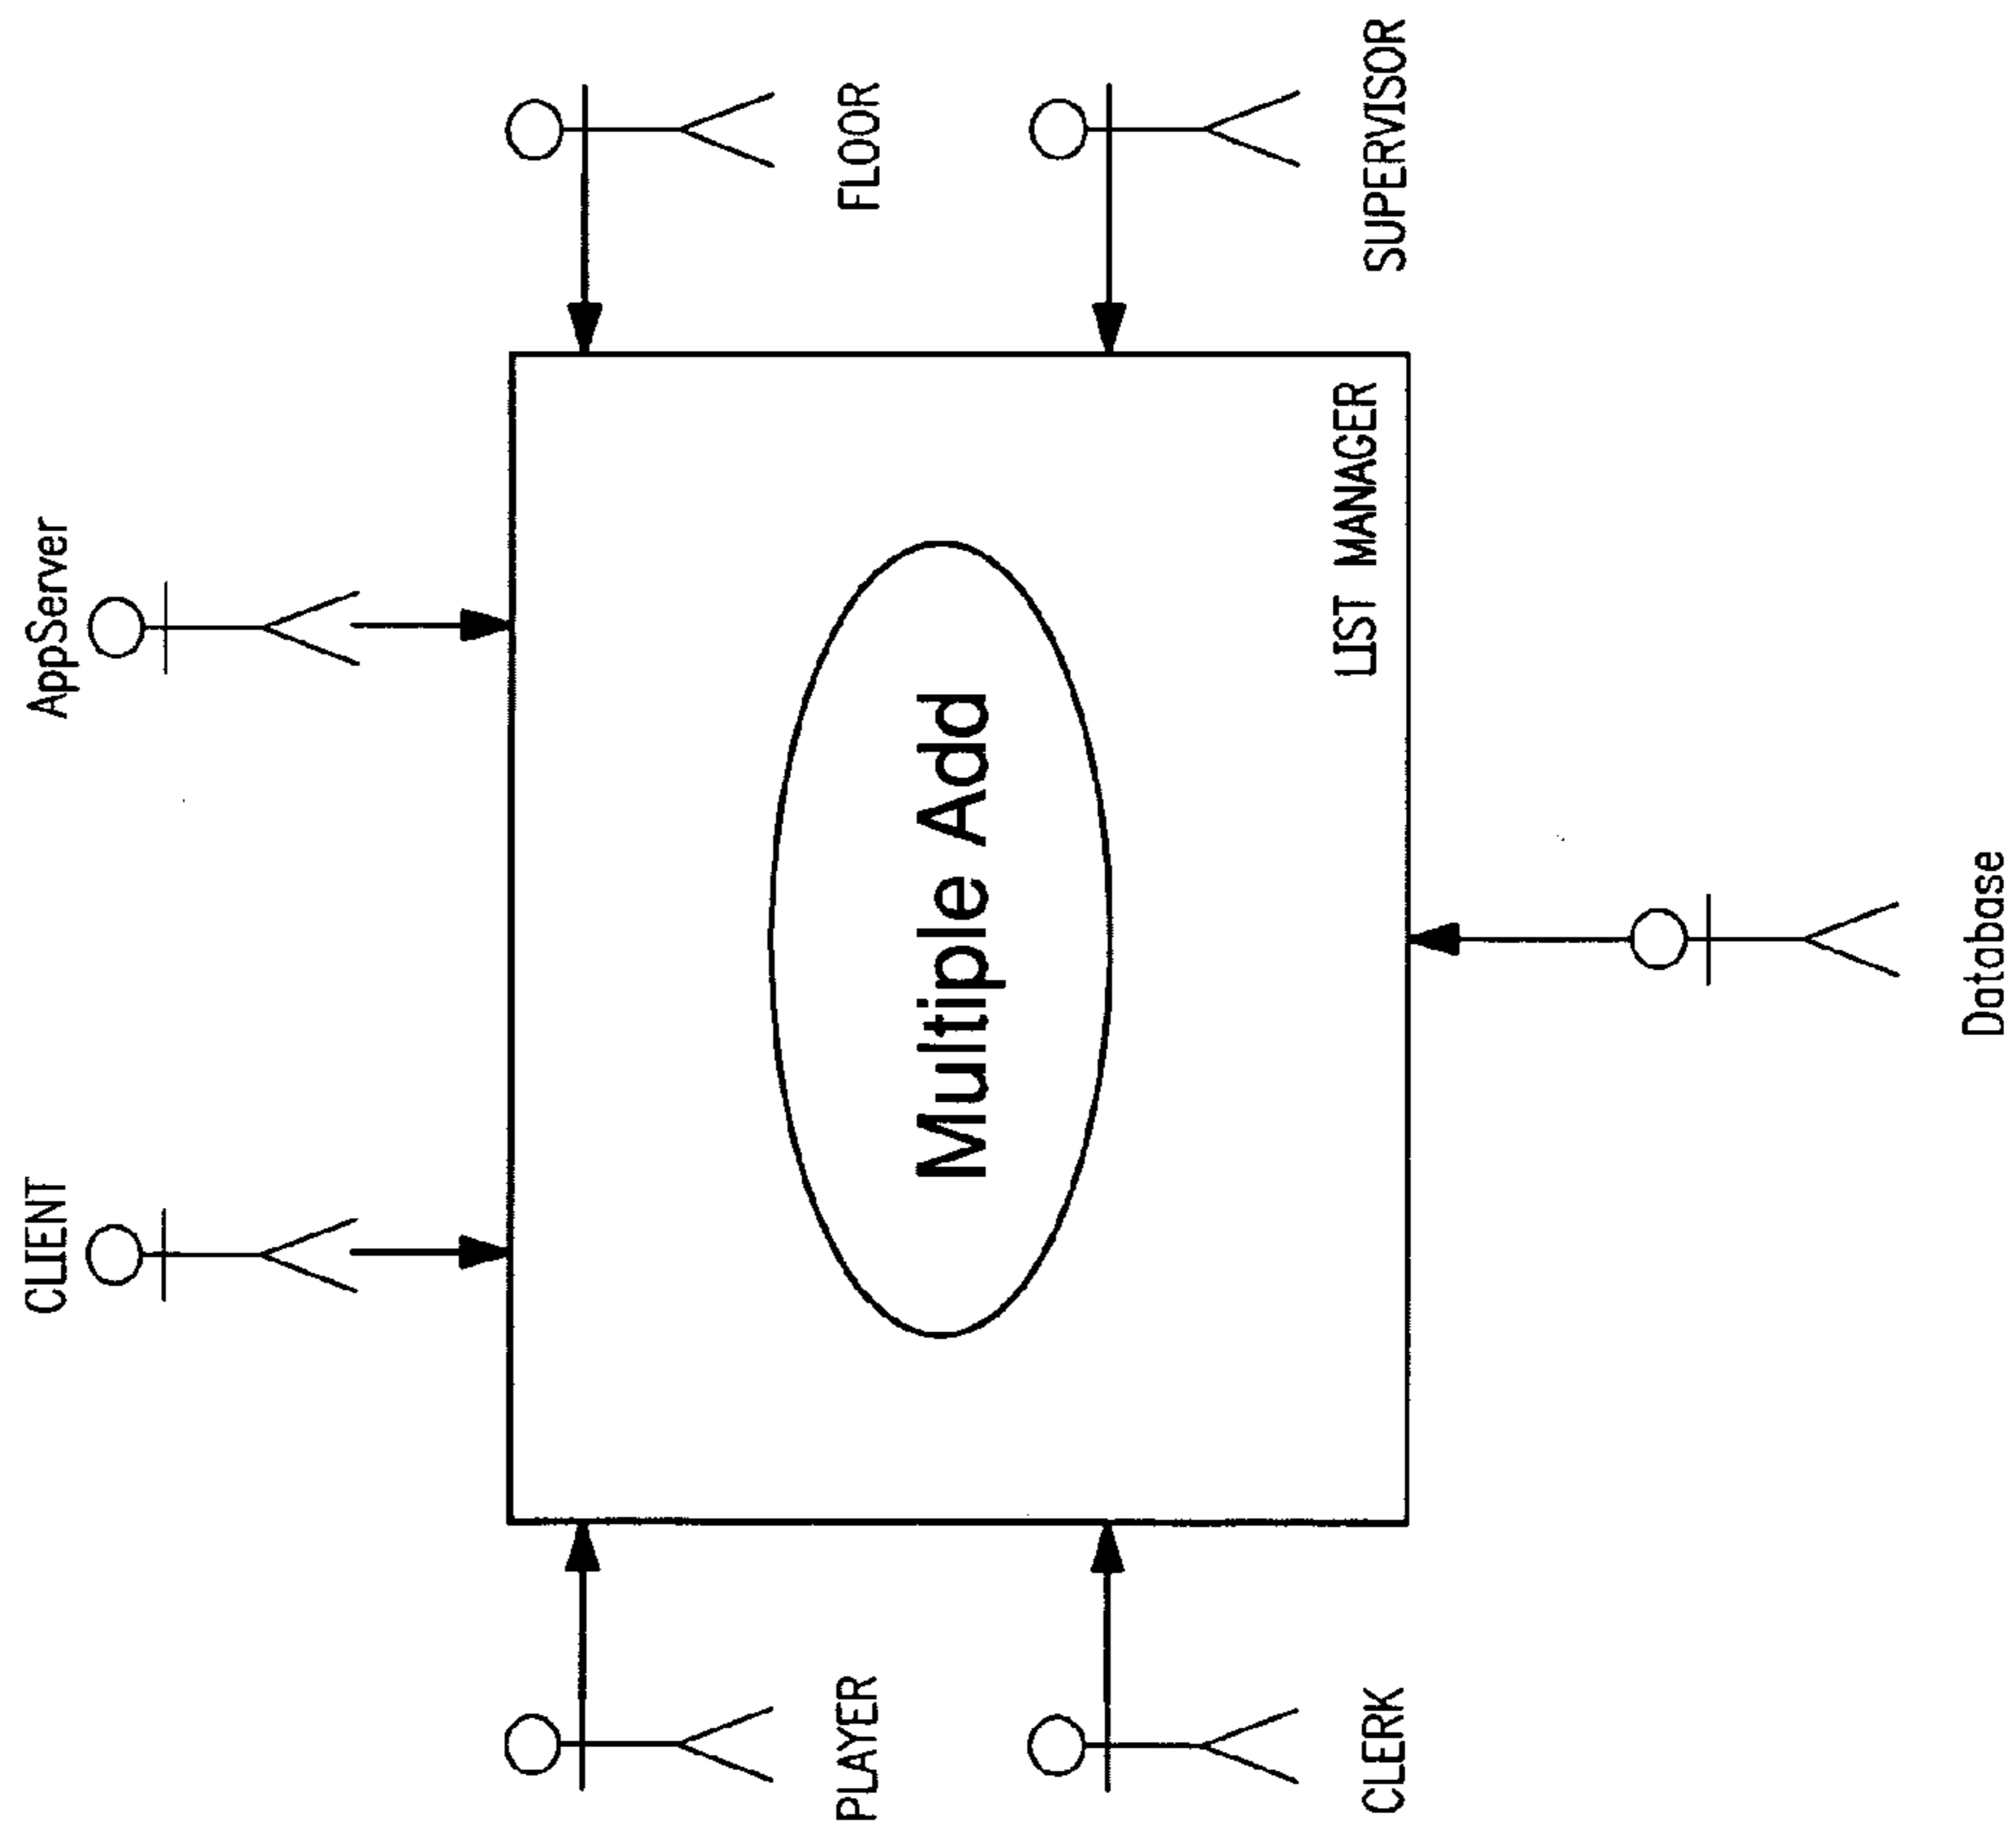 CLIENT
AppServer
PLAYER
FLOOR
Multiple Add
LIST MANAGER
CLERK
SUPERVISOR
Database